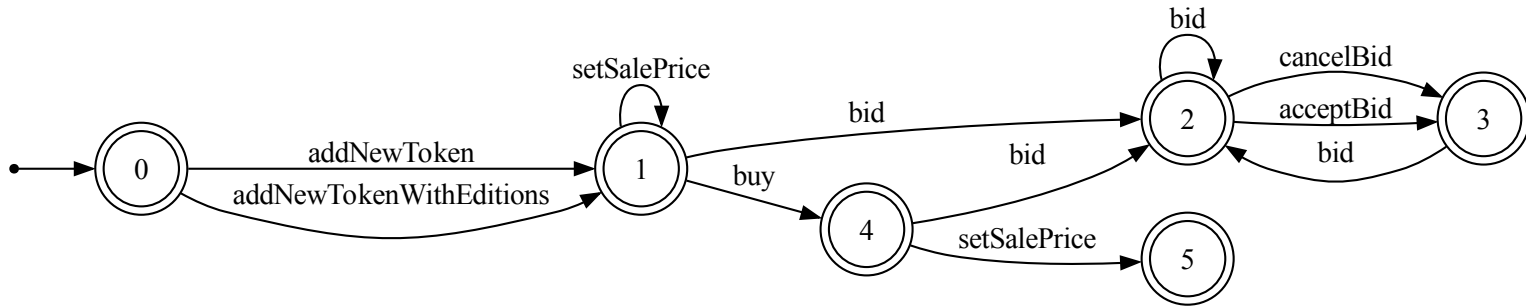 bid
setSalePrice
cancelBid
bid
acceptBid
2
3
addNewToken
bid
bid
0
1
addNewTokenWithEditions
buy
4
setSalePrice
5